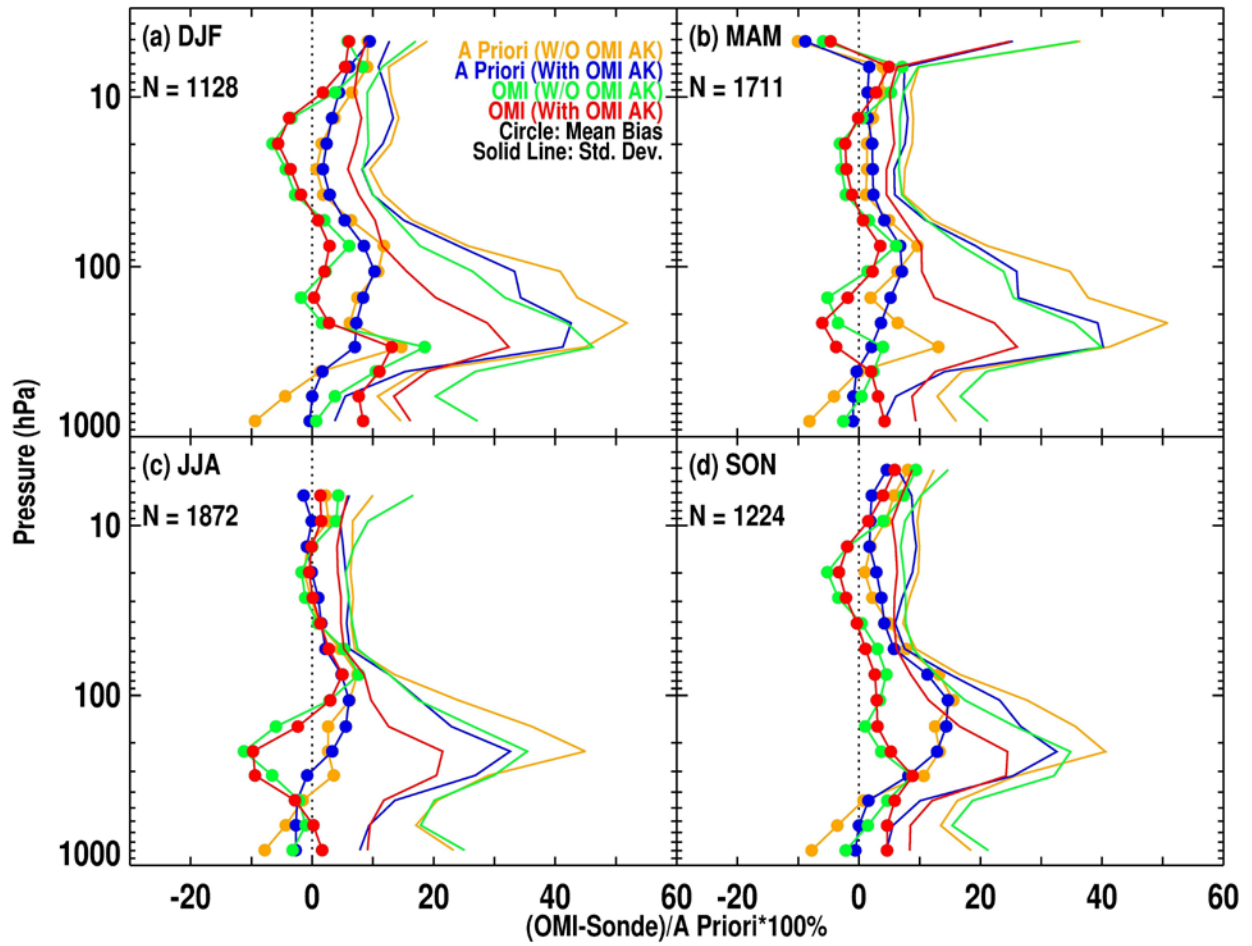 (a) DJF
N = 1128
A Priori (W/O OMI AK)
A Priori (With OMI AK)
OMI (W/O OMI AK)
OMI (With OMI AK)
Circle: Mean Bias
Solid Line: Std. Dev.
(b) MAM
N = 1711
10
100
1000
Pressure (hPa)
(c) JJA
N = 1872
(d) SON
N = 1224
10
100
1000
0 20 40 60 0 20 40 60
(OMI-Sonde)/A Priori*100%